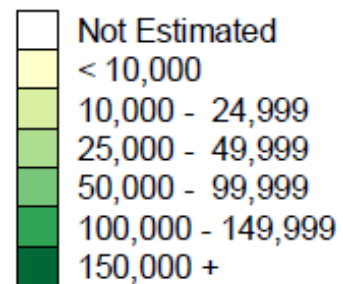 Not Estimated
< 10,000
10,000 - 24,999
25,000 - 49,999
50,000 - 99,999
100,000 - 149,999
150,000 +